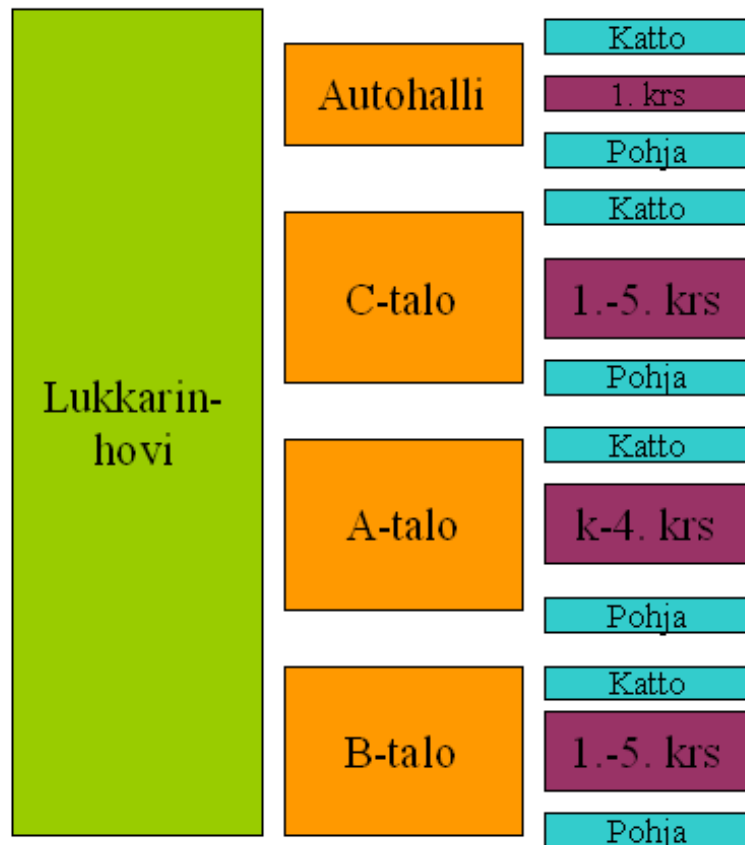 Lukkarin-
hovi
Autohalli
Katto
1. krs
Pohja
C-talo
Katto
1.-5. krs
Pohja
A-talo
Katto
k-4. krs
Pohja
B-talo
Katto
1.-5. krs
Pohja